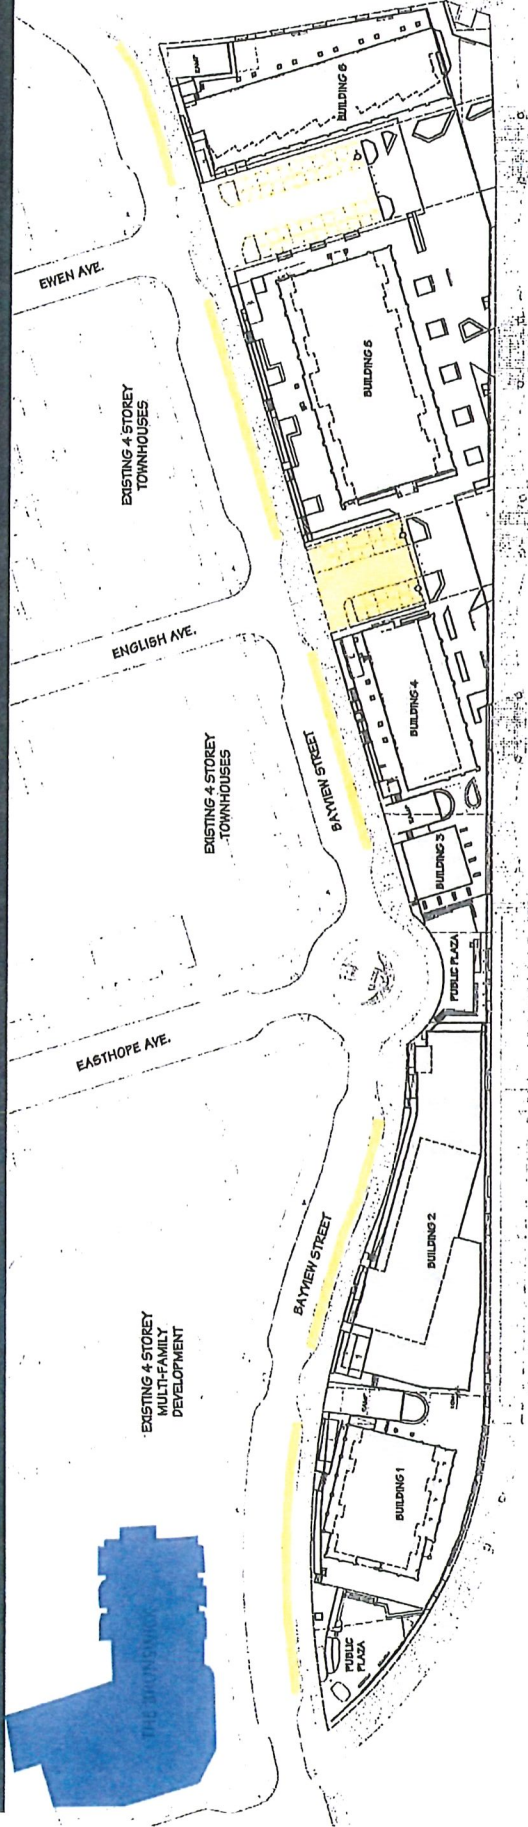 EWEN AVE.
EXISTING 4 STOREY
TOWNHOUSES
ENGLISH AVE.
EXISTING 4 STOREY
TOWNHOUSES
BAYVIEW STREET
EASTHOPE AVE.
EXISTING 4 STOREY
MULTI-FAMILY
DEVELOPMENT
BAYVIEW STREET
BUILDING 6
BUILDING 5
BUILDING 4
BUILDING 3
PUBLIC PLAZA
BUILDING 2
BUILDING 1
PUBLIC
PLAZA